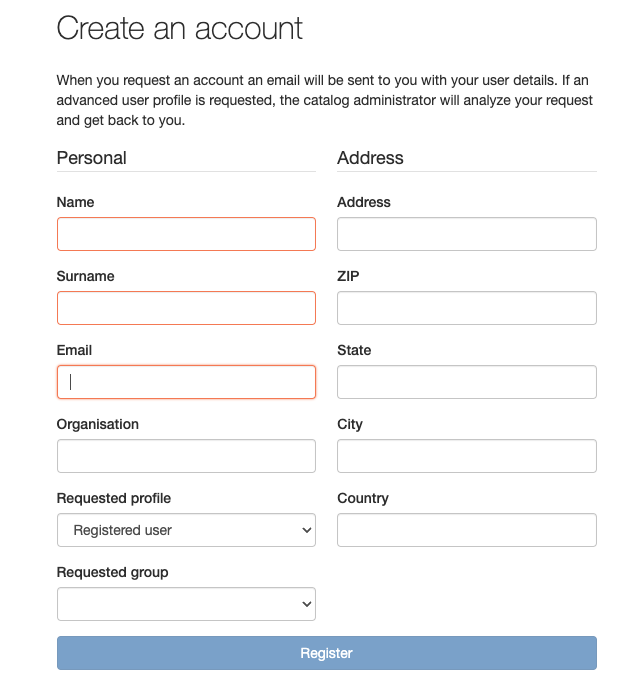 Create an account
When you request an account an email will be sent to you with your user details. If an
advanced user profile is requested, the catalog administrator will analyze your request
and get back to you.
Personal
Name
Surname
Email
Organisation
Requested profile
Registered user
Requested group
Address
Address
ZIP
State
City
Country
Register